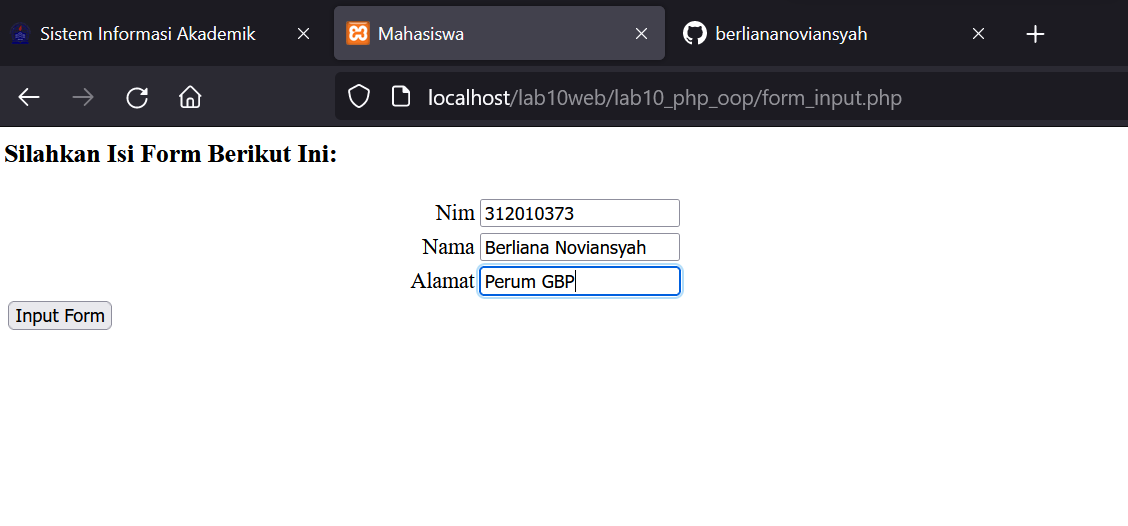 Sistem Informasi Akademik
Mahasiswa
berliananoviansyah
localhost/lab10web/lab10_php_oop/form_input.php
Silahkan Isi Form Berikut Ini:
Nim 312010373
Nama Berliana Noviansyah
Alamat Perum GBP
Input Form